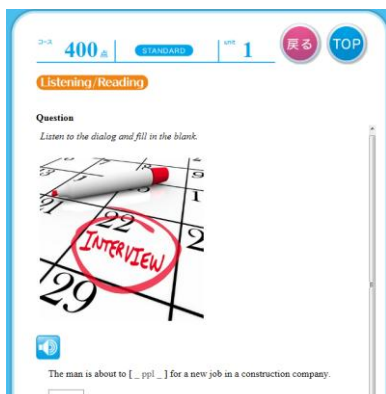 コース 400点 STANDARD UNIT 1 戻る TOP
Listening/Reading
Question
Listen to the dialog and fill in the blank.
21 22 2
INTERVIEW
29
The man is about to [ _ ppl _ ] for a new job in a construction company.